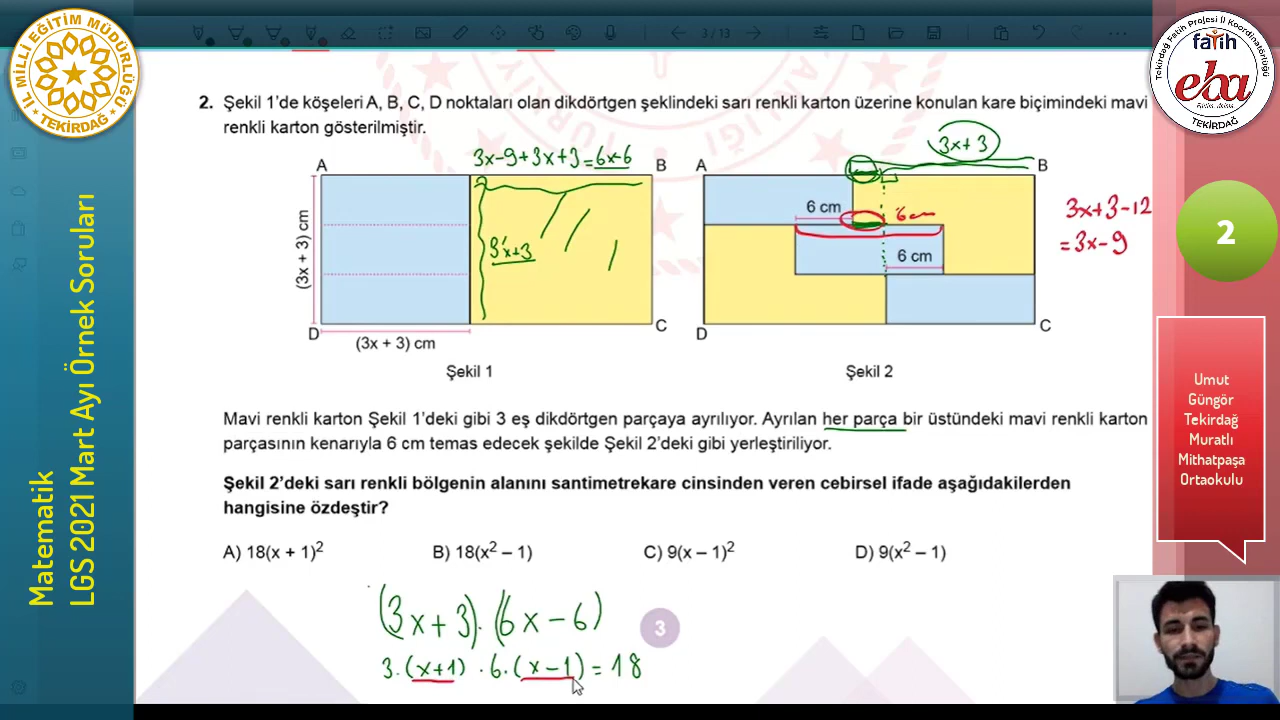 İL MİLLİ EĞİTİM MÜDÜRLÜĞÜ
TEKİRDAĞ
3 / 13
Tekirdağ Fatih Projesi İl Koordinatörlüğü
fatih
eba
TEKİRDAĞ
Matematik
LGS 2021 Mart Ayı Örnek Soruları
2. Şekil 1'de köşeleri A, B, C, D noktaları olan dikdörtgen şeklindeki sarı renkli karton üzerine konulan kare biçimindeki mavi
renkli karton gösterilmiştir.
3x-9+3x+3=6x-6
3x+3
A
B
A
B
(3x + 3) cm
3x+3
6 cm
6cm
6 cm
3x+3-12
=3x-9
D
C
D
C
(3x + 3) cm
Şekil 1
Şekil 2
Mavi renkli karton Şekil 1'deki gibi 3 eş dikdörtgen parçaya ayrılıyor. Ayrılan her parça bir üstündeki mavi renkli karton
parçasının kenarıyla 6 cm temas edecek şekilde Şekil 2'deki gibi yerleştiriliyor.
Şekil 2'deki sarı renkli bölgenin alanını santimetrekare cinsinden veren cebirsel ifade aşağıdakilerden
hangisine özdeştir?
A) 18(x + 1)² B) 18(x² – 1) C) 9(x – 1)² D) 9(x² – 1)
(3x+3).(6x-6)
3.(x+1).6.(x-1)=18
3
2
Umut
Güngör
Tekirdağ
Muratlı
Mithatpaşa
Ortaokulu